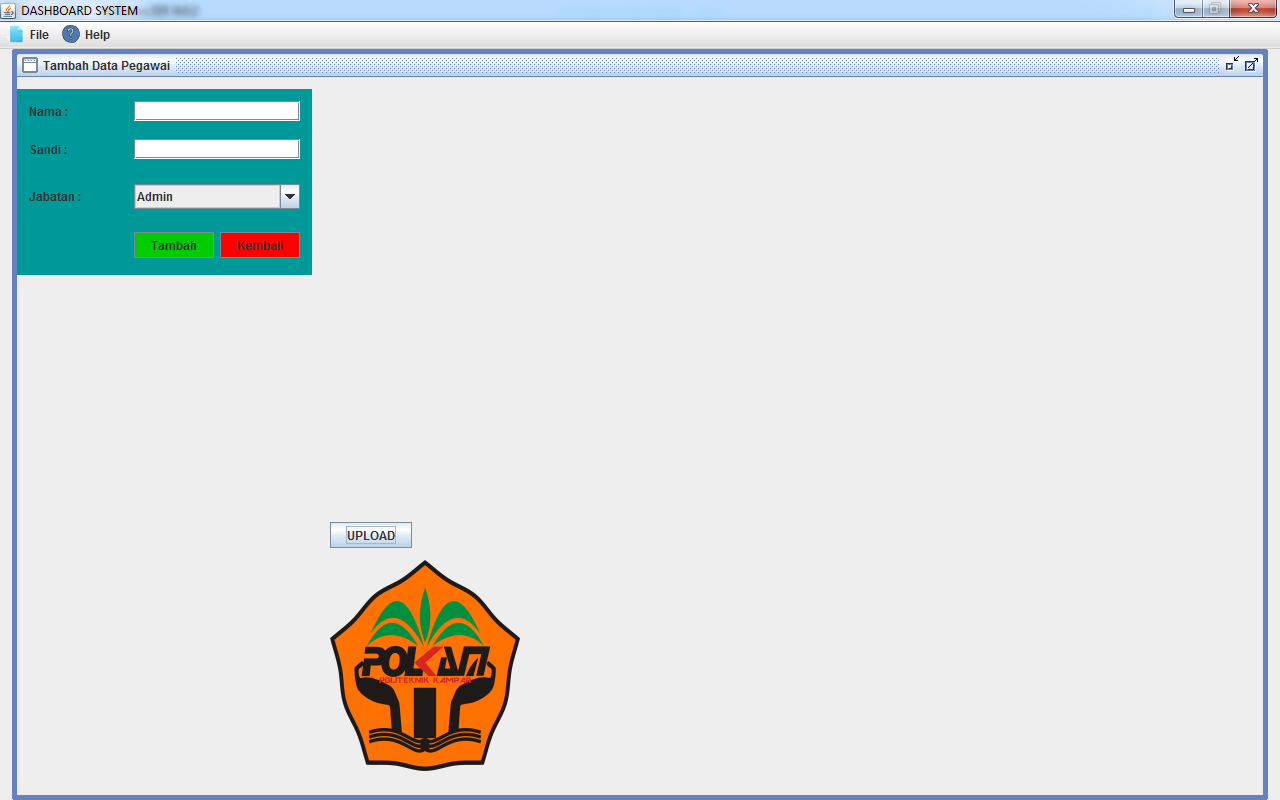 DASHBOARD SYSTEM
File Help
Tambah Data Pegawai
Nama :
Sandi :
Jabatan : Admin
Tambah Kembali
UPLOAD
POLKAM
POLITEKNIK KAMPAR